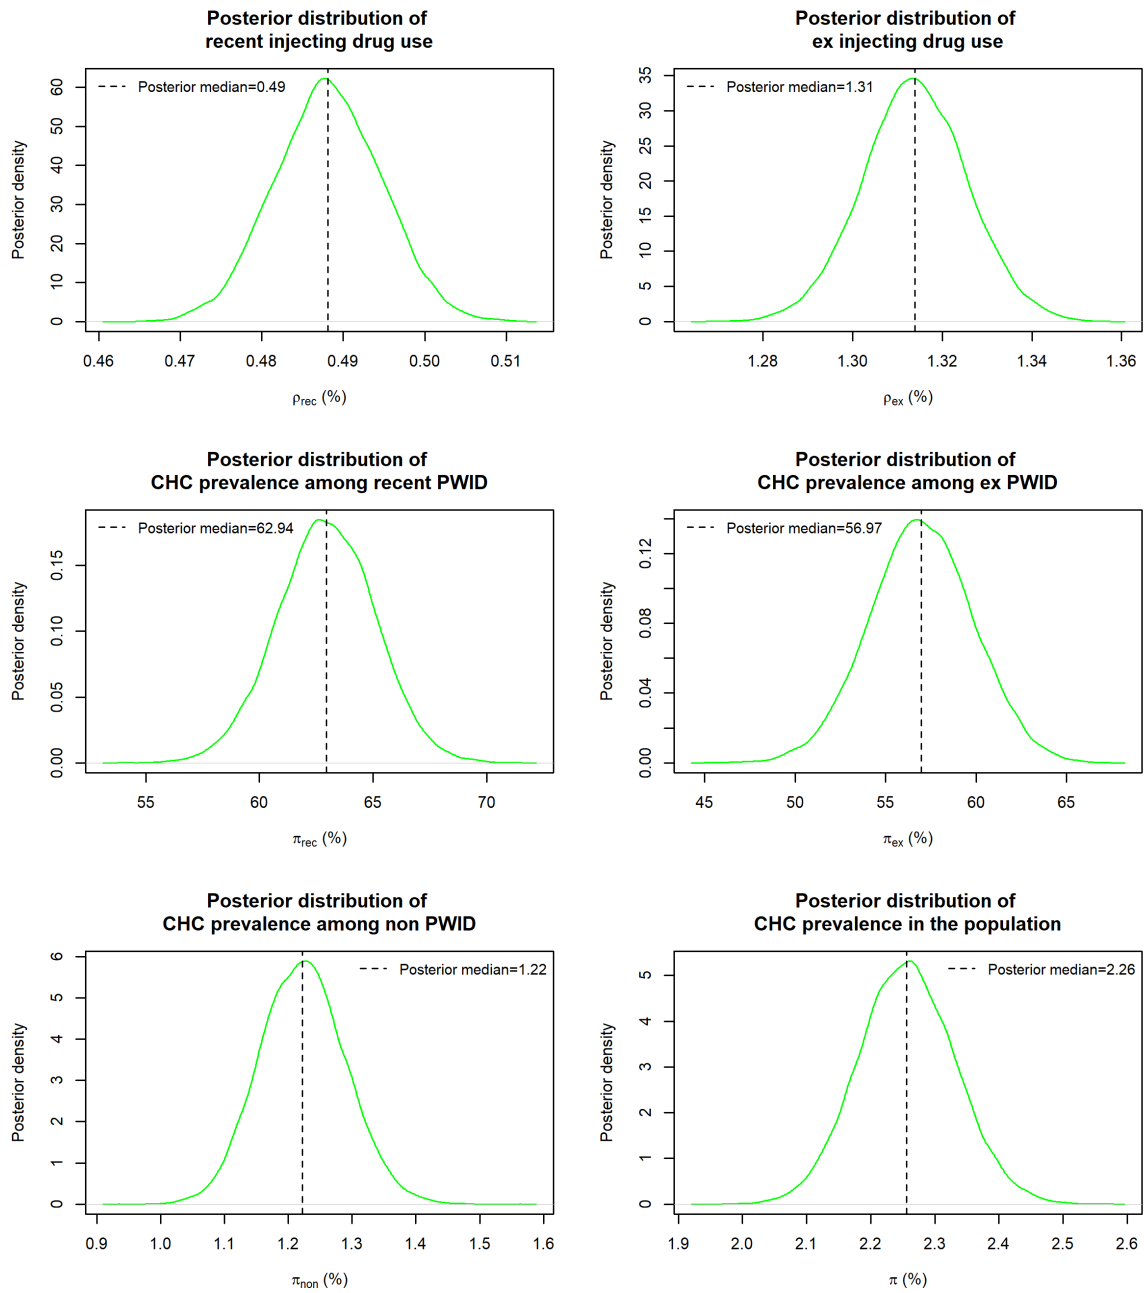 Posterior distribution of
recent injecting drug use
Posterior density
60
50
40
30
20
10
0
Posterior median=0.49
0.46 0.47 0.48 0.49 0.50 0.51
ρrec (%)
Posterior distribution of
ex injecting drug use
Posterior density
35
30
25
20
15
10
5
0
Posterior median=1.31
1.28 1.30 1.32 1.34 1.36
ρex (%)
Posterior distribution of
CHC prevalence among recent PWID
Posterior density
0.15
0.10
0.05
0.00
Posterior median=62.94
55 60 65 70
πrec (%)
Posterior distribution of
CHC prevalence among ex PWID
Posterior density
0.12
0.08
0.04
0.00
Posterior median=56.97
45 50 55 60 65
πex (%)
Posterior distribution of
CHC prevalence among non PWID
Posterior density
6
5
4
3
2
1
0
Posterior median=1.22
0.9 1.0 1.1 1.2 1.3 1.4 1.5 1.6
πnon (%)
Posterior distribution of
CHC prevalence in the population
Posterior density
5
4
3
2
1
0
Posterior median=2.26
1.9 2.0 2.1 2.2 2.3 2.4 2.5 2.6
π (%)